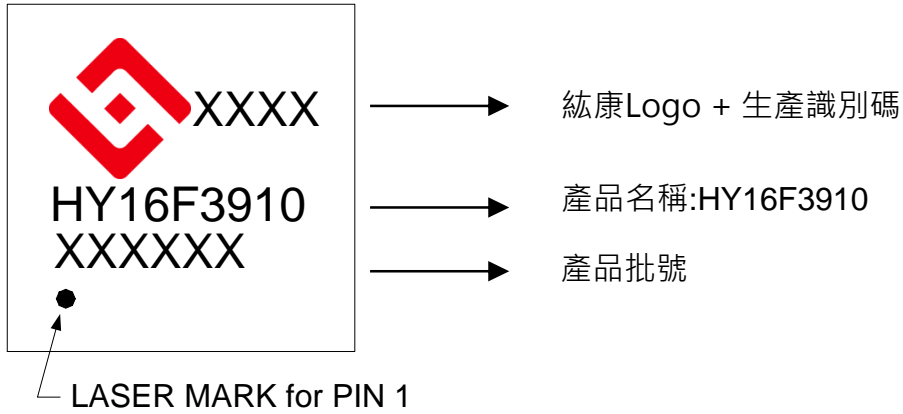 XXXX
紘康Logo + 生產識別碼
HY16F3910
產品名稱:HY16F3910
XXXXXX
產品批號
LASER MARK for PIN 1